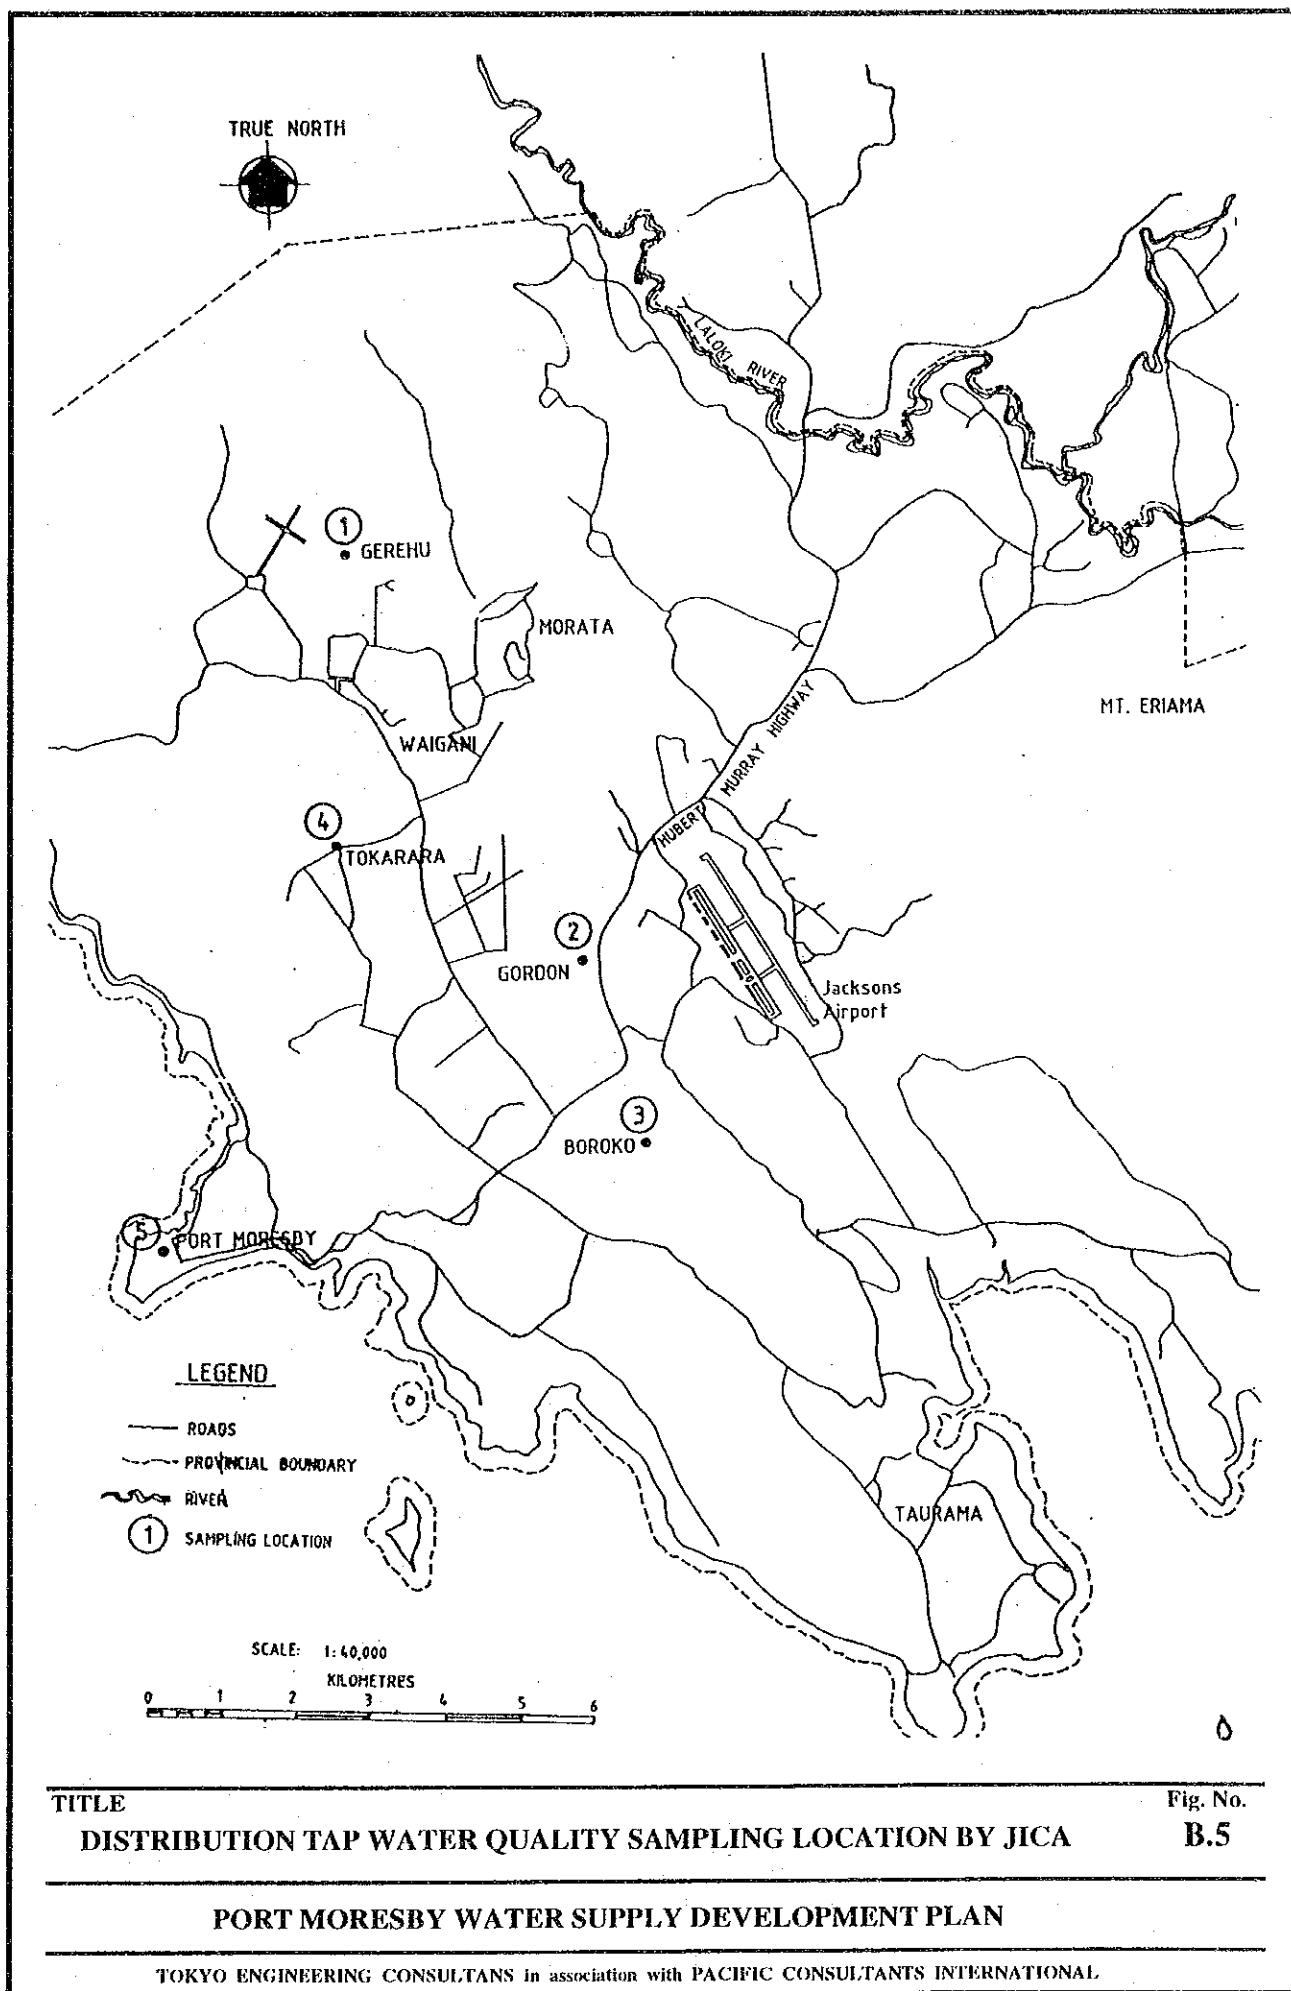 TRUE NORTH
LALOKI RIVER
1
GEREHU
MORATA
MT. ERIAMA
WAIGANI
HUBERT MURRAY HIGHWAY
4
TOKARARA
2
GORDON
Jacksons
Airport
3
BOROKO
5
PORT MORESBY
LEGEND
ROADS
PROVINCIAL BOUNDARY
RIVER
1 SAMPLING LOCATION
TAURAMA
SCALE: 1:40,000
KILOMETRES
0 1 2 3 4 5 6
TITLE
Fig. No.
DISTRIBUTION TAP WATER QUALITY SAMPLING LOCATION BY JICA
B.5
PORT MORESBY WATER SUPPLY DEVELOPMENT PLAN
TOKYO ENGINEERING CONSULTANS in association with PACIFIC CONSULTANTS INTERNATIONAL